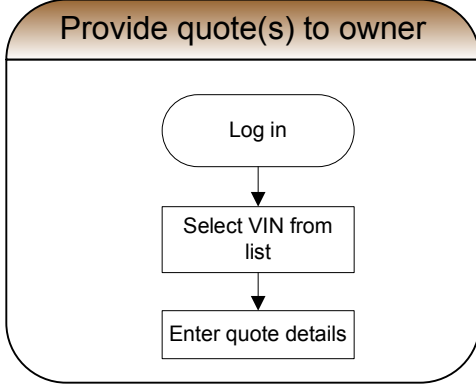 Provide quote(s) to owner
Log in
Select VIN from
list
Enter quote details